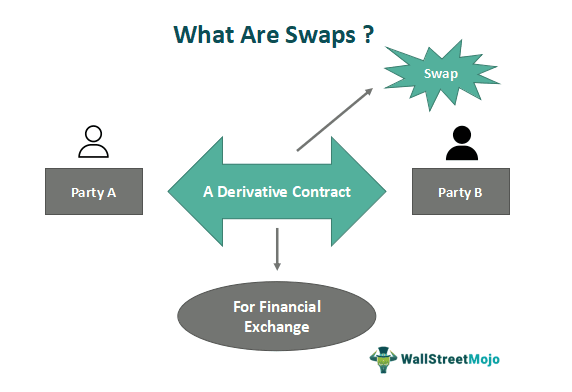 What Are Swaps ?
Swap
Party A
A Derivative Contract
Party B
For Financial
Exchange
WallStreetMojo